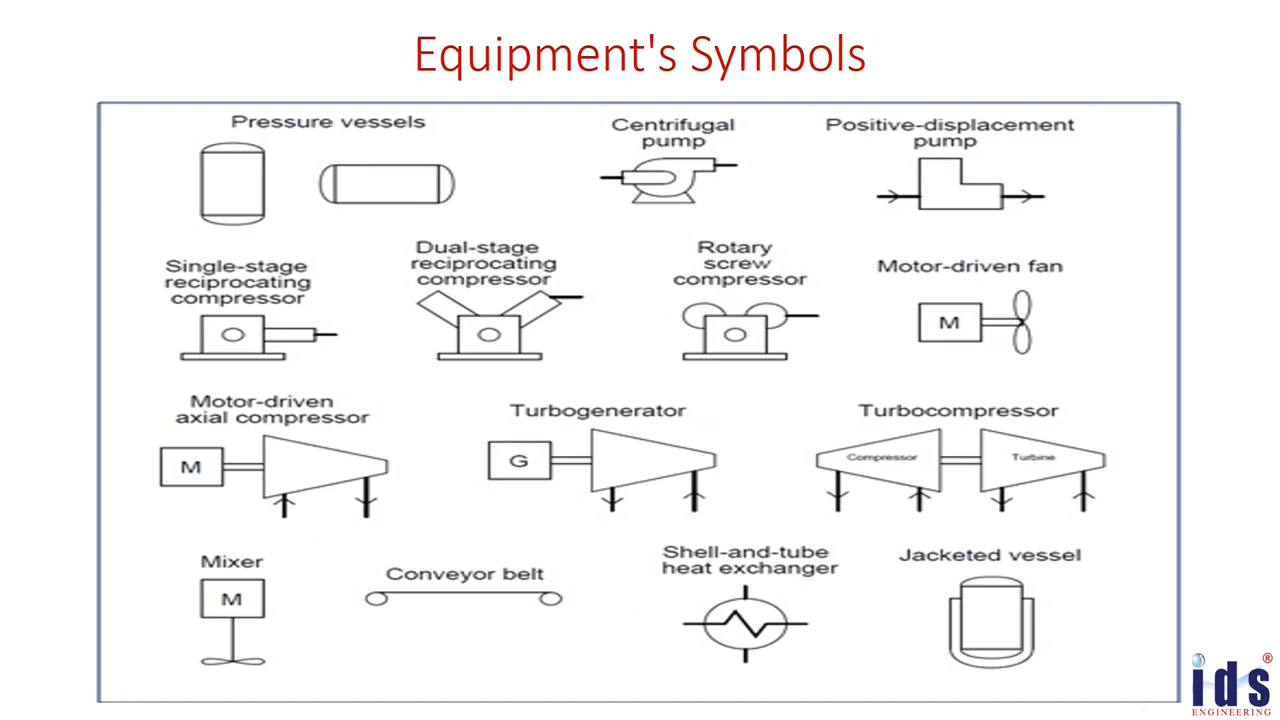 Equipment's Symbols
Pressure vessels
Centrifugal
pump
Positive-displacement
pump
Single-stage
reciprocating
compressor
Dual-stage
reciprocating
compressor
Rotary
screw
compressor
Motor-driven fan
M
Motor-driven
axial compressor
M
Turbogenerator
G
Turbocompressor
Compressor
Turbine
Mixer
M
Conveyor belt
Shell-and-tube
heat exchanger
Jacketed vessel
ids®
ENGINEERING